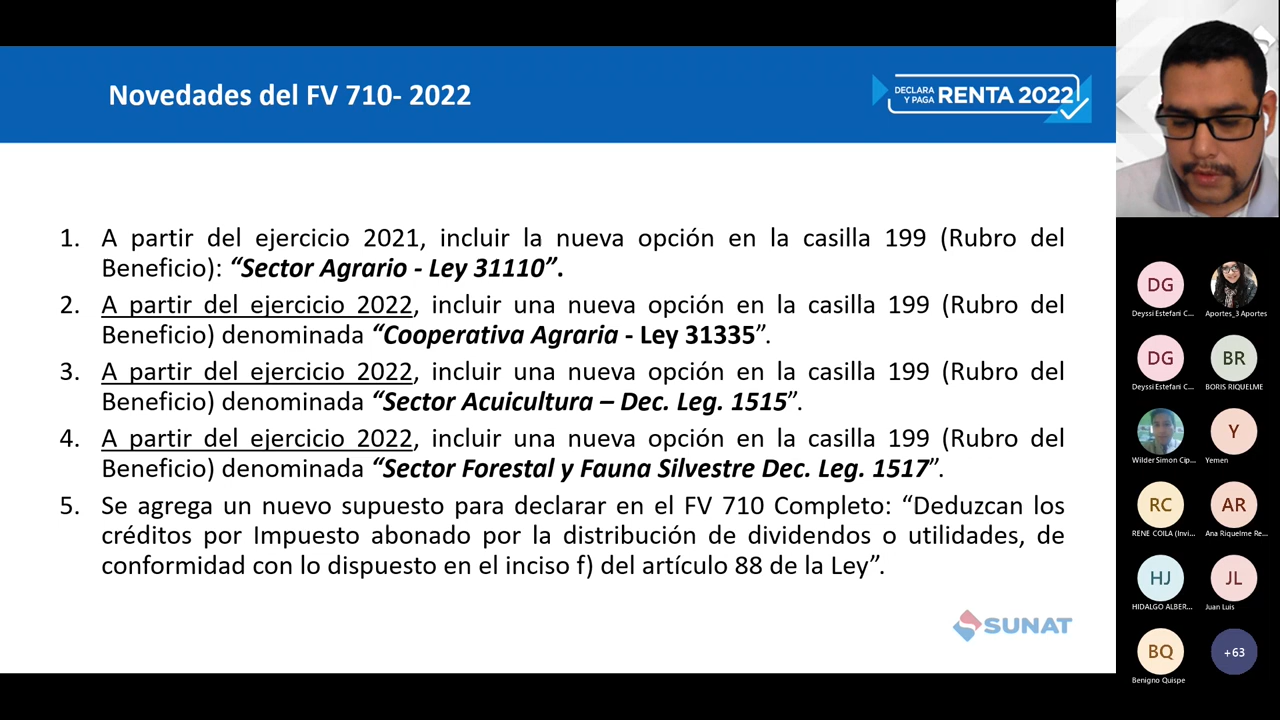 Novedades del FV 710- 2022
DECLARA
Y PAGA RENTA 2022
1. A partir del ejercicio 2021, incluir la nueva opción en la casilla 199 (Rubro del
Beneficio): “Sector Agrario - Ley 31110”.
2. A partir del ejercicio 2022, incluir una nueva opción en la casilla 199 (Rubro del
Beneficio) denominada “Cooperativa Agraria - Ley 31335”.
3. A partir del ejercicio 2022, incluir una nueva opción en la casilla 199 (Rubro del
Beneficio) denominada “Sector Acuicultura – Dec. Leg. 1515”.
4. A partir del ejercicio 2022, incluir una nueva opción en la casilla 199 (Rubro del
Beneficio) denominada “Sector Forestal y Fauna Silvestre Dec. Leg. 1517”.
5. Se agrega un nuevo supuesto para declarar en el FV 710 Completo: “Deduzcan los
créditos por Impuesto abonado por la distribución de dividendos o utilidades, de
conformidad con lo dispuesto en el inciso f) del artículo 88 de la Ley”.
SUNAT
DG
Deyssi Estefani C... Aportes_3 Aportes
DG BR
Deyssi Estefani C... BORIS RIQUELME
Y
Wilder Simon Cip... Yemen
RC AR
RENE COILA (Invi... Ana Riquelme Re...
HJ JL
HIDALGO ALBER... Juan Luis
BQ +63
Benigno Quispe